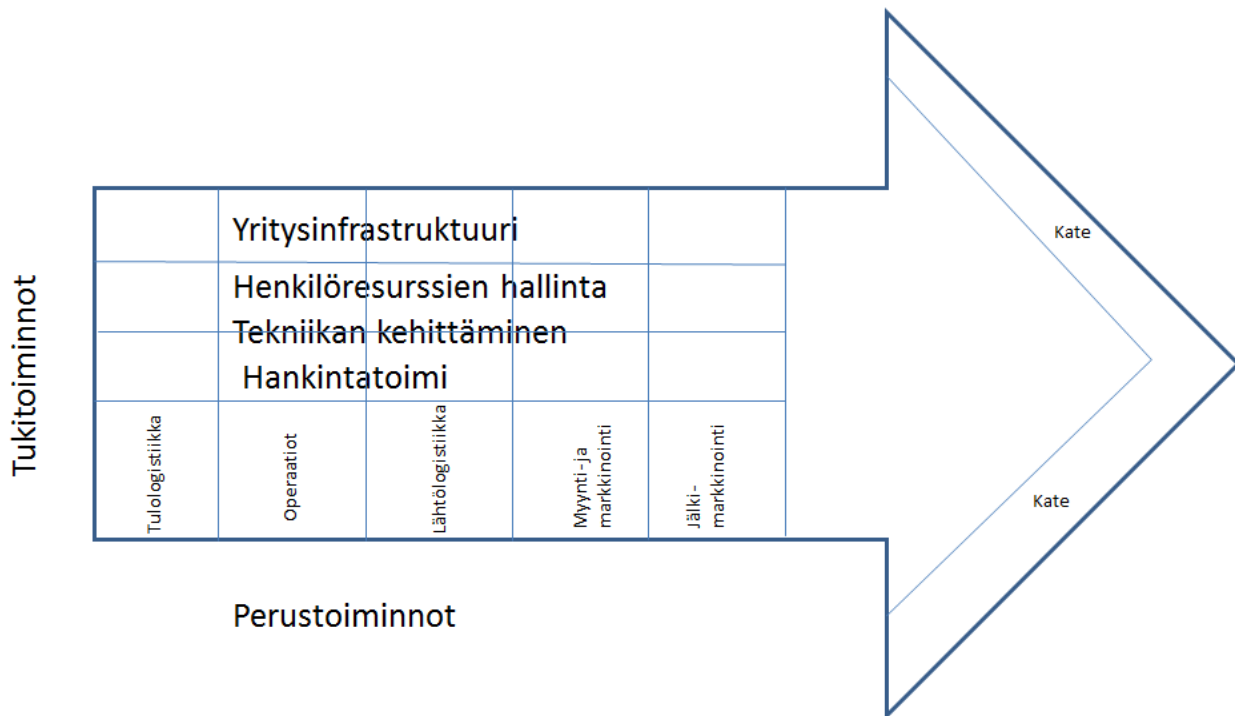 Tukitoiminnot
Yritysinfrastruktuuri
Henkilöresurssien hallinta
Tekniikan kehittäminen
Hankintatoimi
Tulologistiikka
Operaatiot
Lähtölogistiikka
Myynti-ja
markkinointi
Jälki-
markkinointi
Kate
Kate
Perustoiminnot